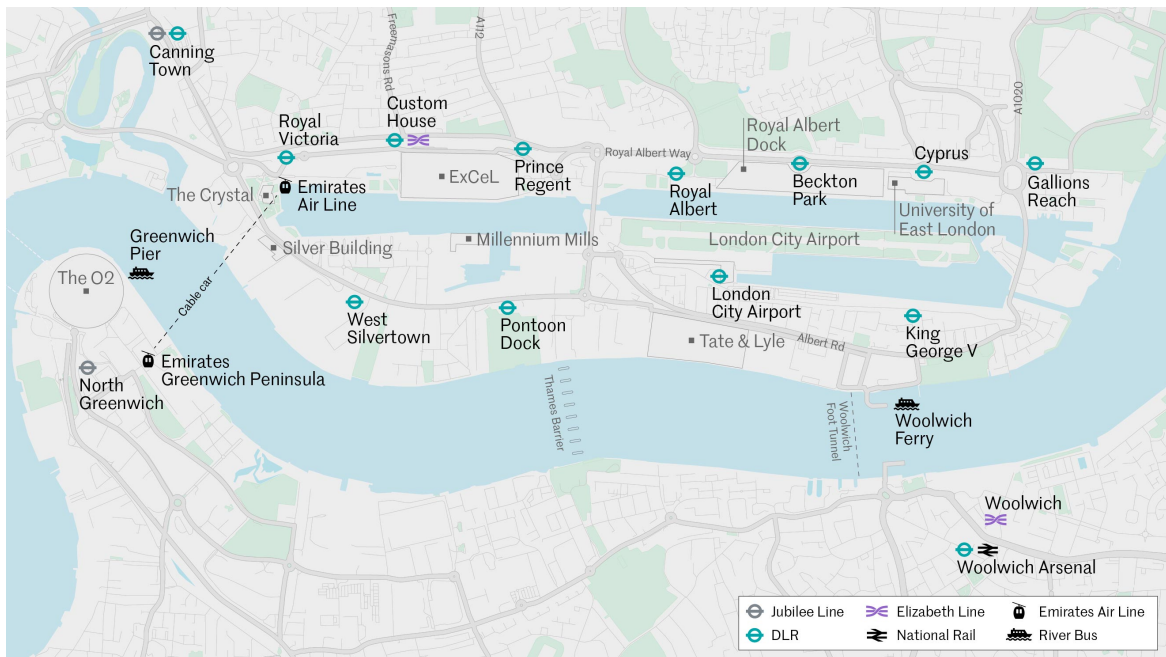 Canning
Town
Freemasons Rd
A112
A1020
Custom
House
Royal
Victoria
Prince
Regent
Royal Albert Way
Royal Albert
Dock
Cyprus
Beckton
Park
Gallions
Reach
Royal
Albert
ExCeL
The Crystal
Emirates
Air Line
University of
East London
Greenwich
Pier
Silver Building
Millennium Mills
London City Airport
The O2
Cable car
West
Silvertown
Pontoon
Dock
London
City Airport
King
George V
Tate & Lyle
Albert Rd
Emirates
Greenwich Peninsula
North
Greenwich
Thames Barrier
Woolwich
Foot Tunnel
Woolwich
Ferry
Woolwich
Woolwich Arsenal
Jubilee Line
Elizabeth Line
Emirates Air Line
DLR
National Rail
River Bus